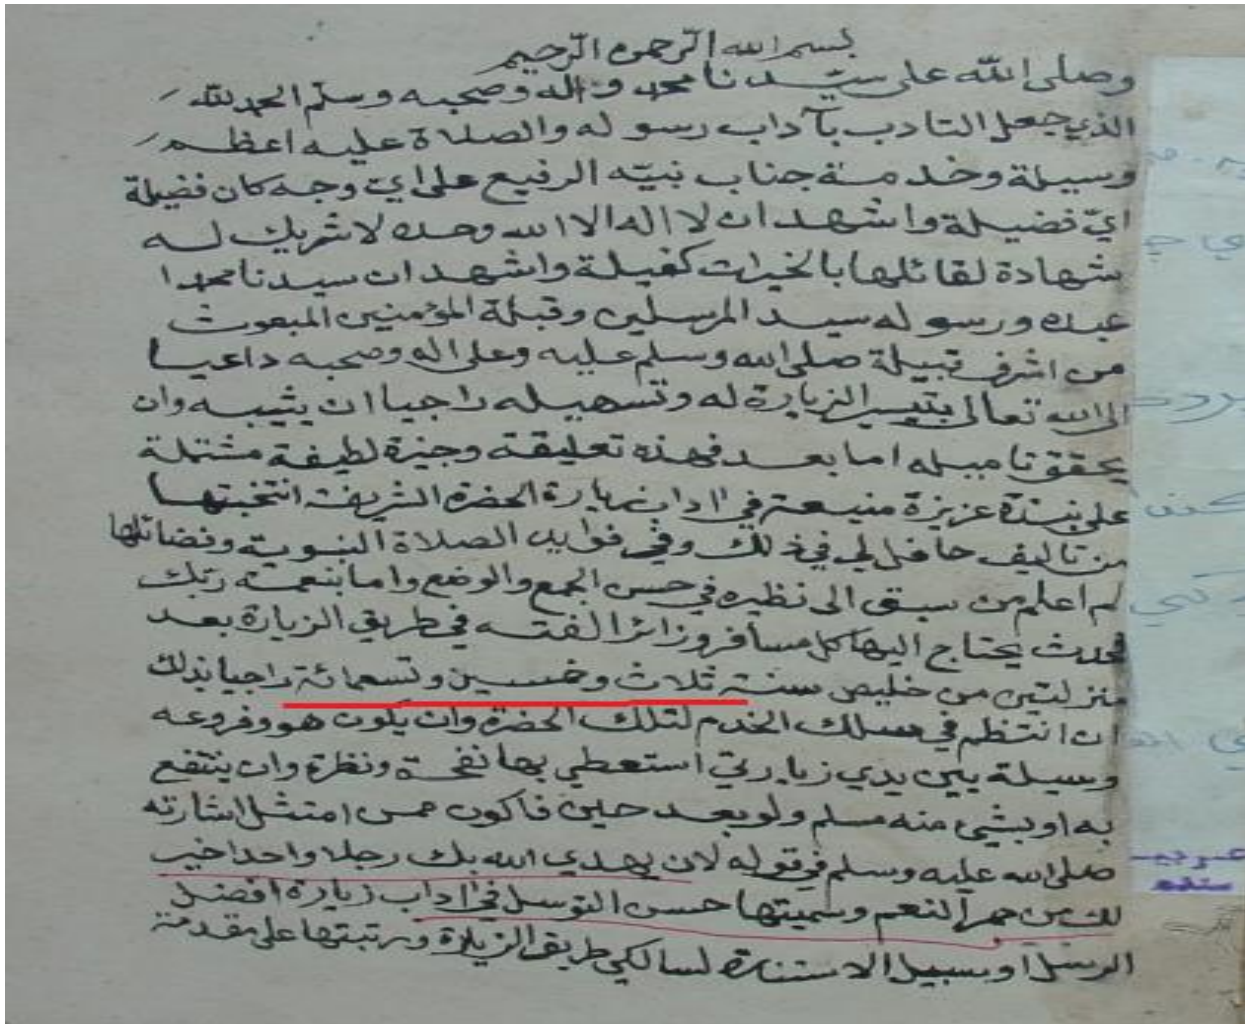 بسم الله الرحمن الرحيم
وصلى الله على سيّدنا محمد وآله وصحبه وسلم الحمد لله
الذي جعل التادب بآداب رسوله والصلاة عليه اعظم
وسيلة وخدمة جناب نبيّه الرفيع على ايّ وجه كان فضيلة
ايّ فضيلة واشهد ان لا اله الا الله وحده لا شريك له
شهادة لقائلها بالخيرات كفيلة واشهد ان سيدنا محمدا
عبده ورسوله سيد المرسلين وقبلة المؤمنين المبعوث
من اشرف قبيلة صلى الله وسلم عليه وعلى اله وصحبه داعيا
الى الله تعالى بتيسير الزيارة له وتسهيله راجيا ان يثيبه وان
يحقق تاميله اما بعد فهذه تعليقة وجيزة لطيفة مشتملة
على نبذة عزيزة منيعة في اداب زيارة الحضرة الشريفة انتخبتها
من تاليف حافل لي في ذلك وفي فوايد الصلاة النبوية وفضائلها
لم اعلم من سبق الى نظيره في حسن الجمع والوضع واما بنعمة ربك
فحدث يحتاج اليها كل مسافر وزائر الفته في طريق الزيارة بعد
منزلتين من خليص سنة ثلاث وخمسين وتسعمائة راجيا بذلك
ان انتظم في سلك الخدم لتلك الحضرة وان يكون هو وفروعه
وسيلة بين يدي زيارتي استعطي بها نفحة ونظرة وان ينتفع
به او بشيء منه مسلم ولو بعد حين فاكون ممن امتثل اشارته
صلى الله عليه وسلم في قوله لان يهدي الله بك رجلا واحدا خير
لك من حمر النعم وسميتها حسن التوسل في اداب زيارة افضل
الرسل او سبيل الاستنارة لسالكي طريق الزيارة ورتبتها على مقدمة